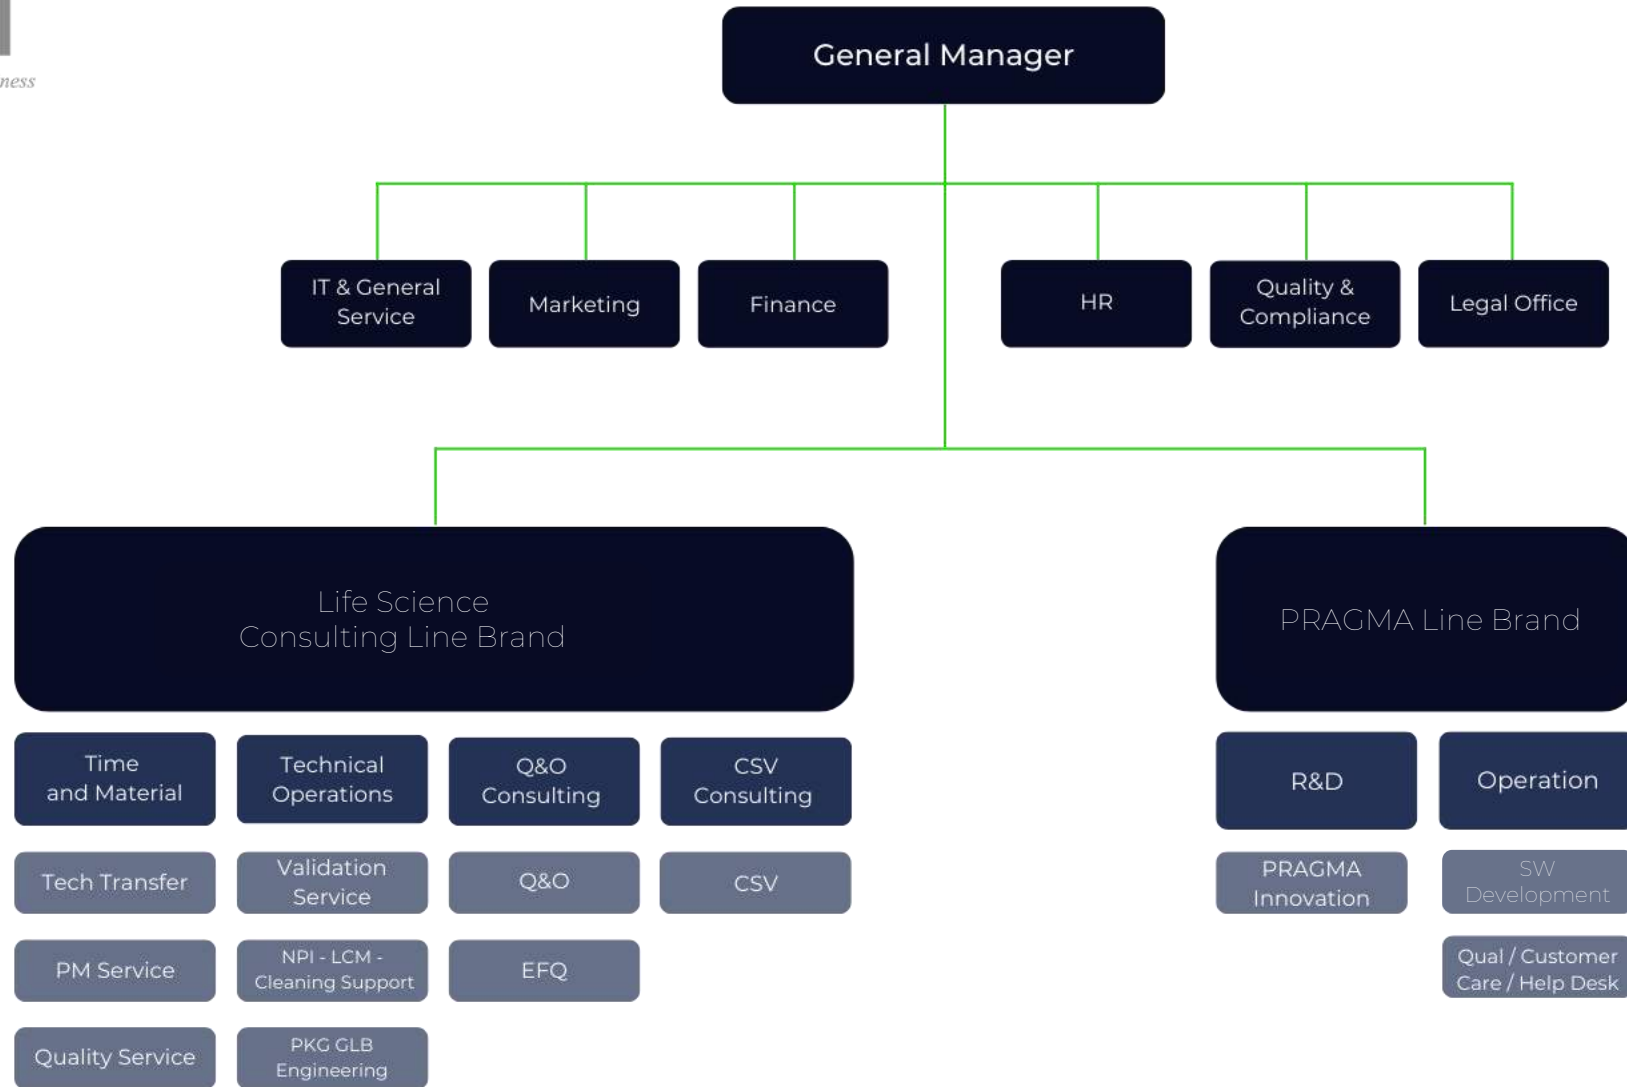 ness
General Manager
IT & General
Service
Marketing
Finance
HR
Quality &
Compliance
Legal Office
Life Science
Consulting Line Brand
PRAGMA Line Brand
Time
and Material
Technical
Operations
Q&O
Consulting
CSV
Consulting
R&D
Operation
Tech Transfer
Validation
Service
Q&O
CSV
PRAGMA
Innovation
SW
Development
PM Service
NPI - LCM -
Cleaning Support
EFQ
Qual / Customer
Care / Help Desk
Quality Service
PKG GLB
Engineering